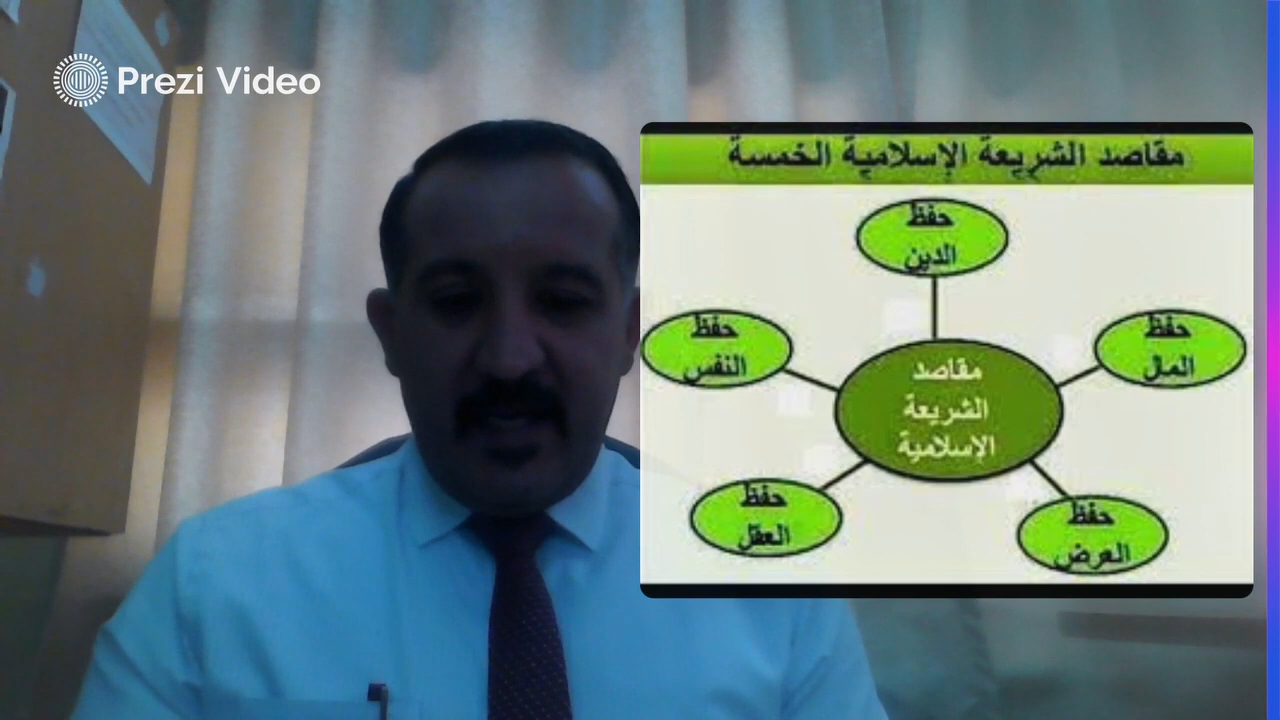 Prezi Video
مقاصد الشريعة الإسلامية الخمسة
حفظ
الدين
حفظ
المال
حفظ
النفس
مقاصد
الشريعة
الإسلامية
حفظ
العرض
حفظ
العقل